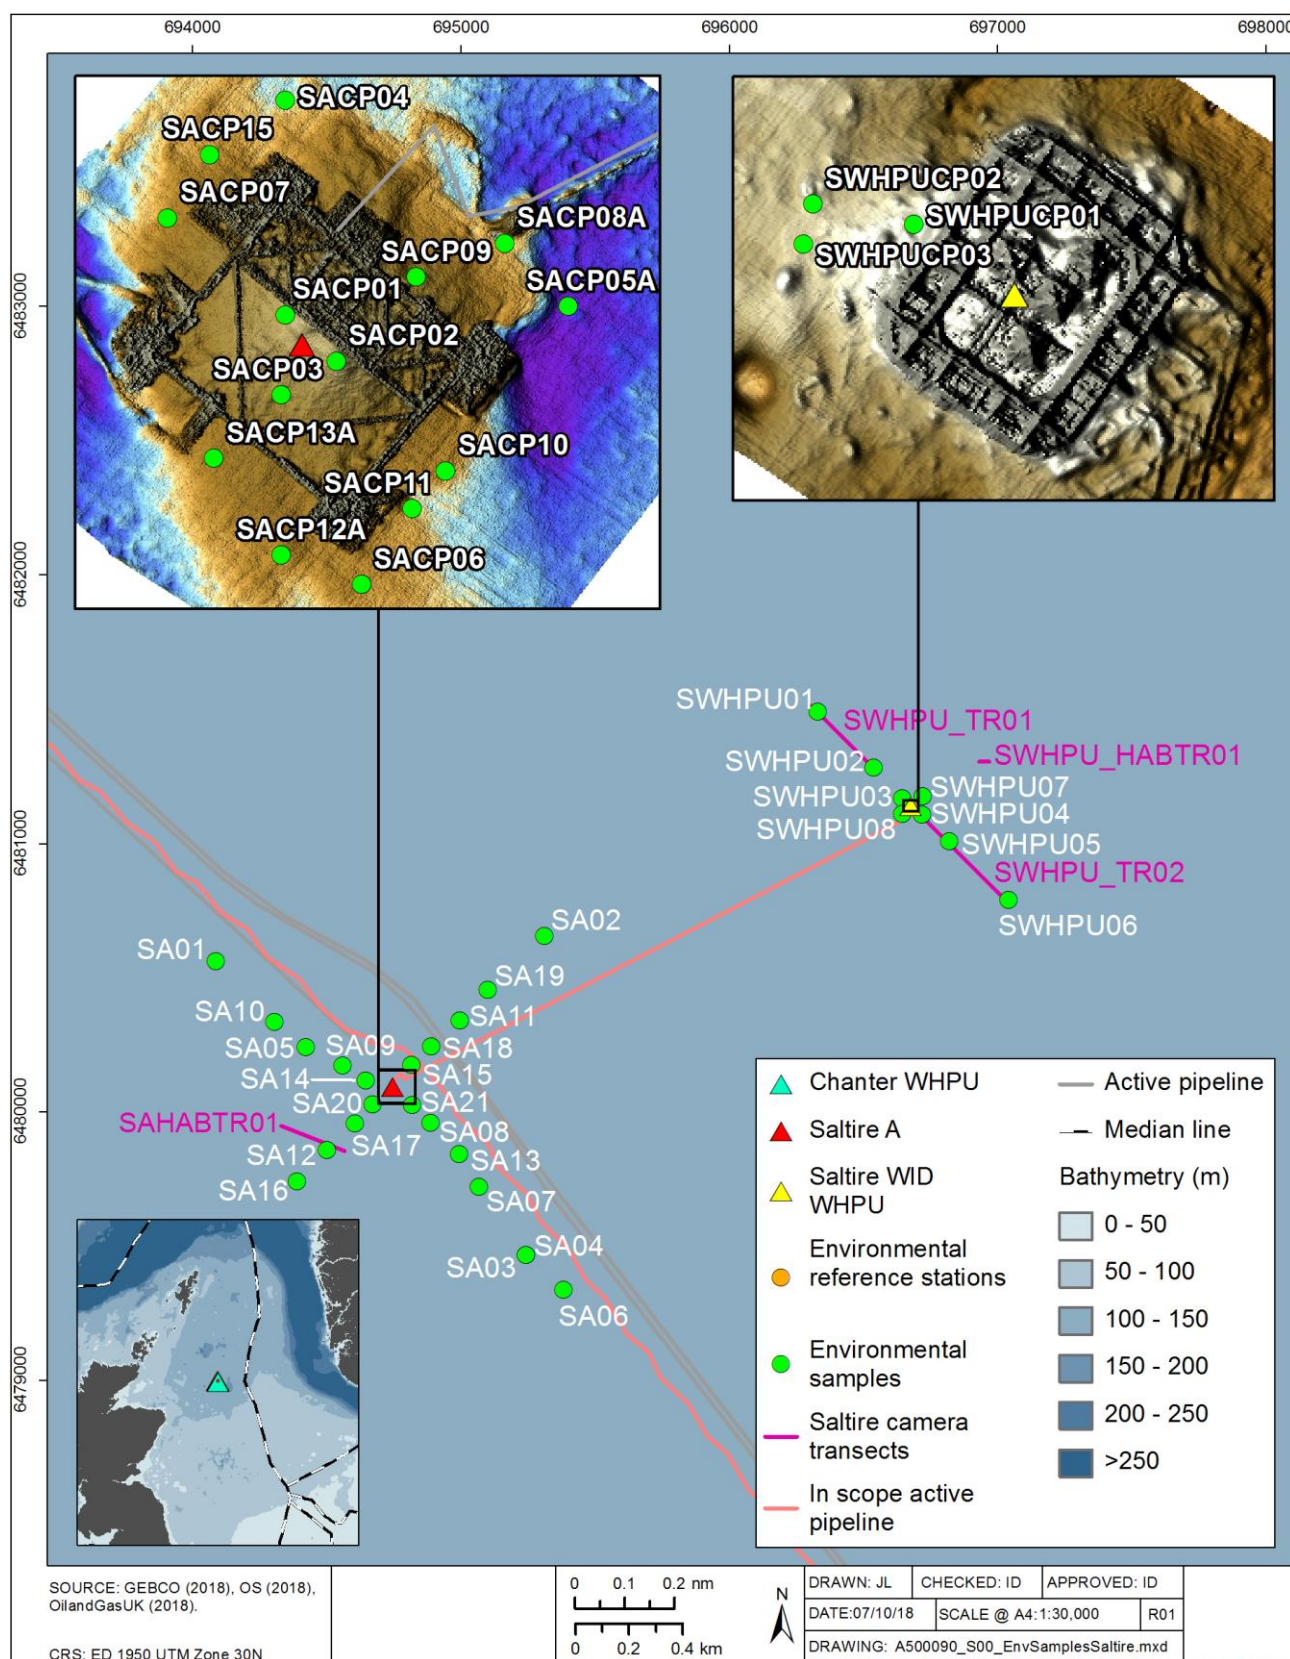 694000
695000
696000
697000
698000
6483000
6482000
6481000
6480000
6479000
SACP04
SACP15
SACP07
SACP08A
SACP09
SACP05A
SACP01
SACP02
SACP03
SACP13A
SACP10
SACP11
SACP12A
SACP06
SWHPUCP02
SWHPUCP01
SWHPUCP03
SWHPU01
SWHPU_TR01
SWHPU02
SWHPU_HABTR01
SWHPU03
SWHPU07
SWHPU04
SWHPU08
SWHPU05
SWHPU_TR02
SWHPU06
SA02
SA01
SA19
SA10
SA11
SA05
SA09
SA18
SA14
SA15
SA20
SA21
SAHABTR01
SA08
SA17
SA12
SA13
SA16
SA07
SA04
SA03
SA06
Chanter WHPU
Saltire A
Saltire WID
WHPU
Environmental
reference stations
Environmental
samples
Saltire camera
transects
In scope active
pipeline
Active pipeline
Median line
Bathymetry (m)
0 - 50
50 - 100
100 - 150
150 - 200
200 - 250
>250
SOURCE: GEBCO (2018), OS (2018),
OilandGasUK (2018).
CRS: ED 1950 UTM Zone 30N
0 0.1 0.2 nm
0 0.2 0.4 km
N
DRAWN: JL CHECKED: ID APPROVED: ID
DATE:07/10/18 SCALE @ A4:1:30,000 R01
DRAWING: A500090_S00_EnvSamplesSaltire.mxd